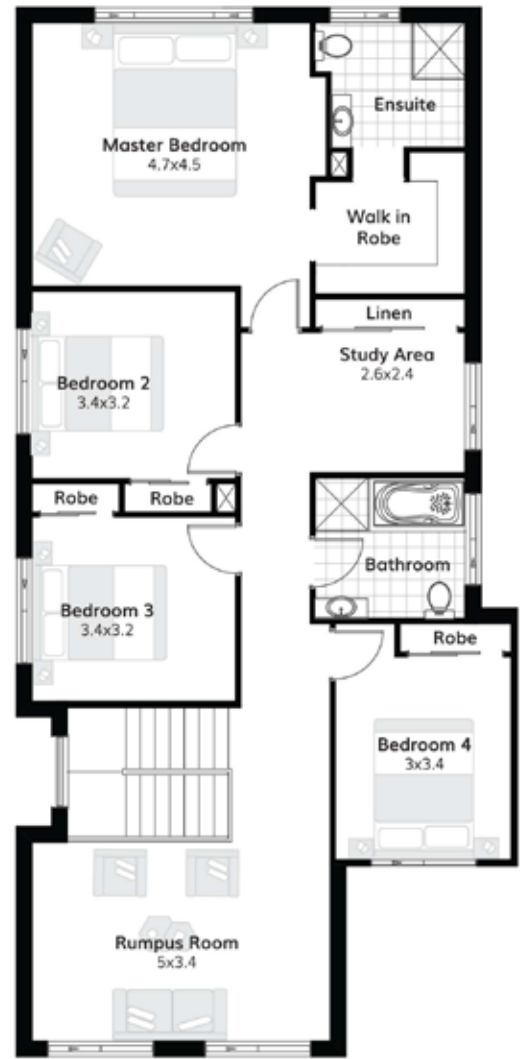 Ensuite
Master Bedroom
4.7x4.5
Walk in
Robe
Linen
Study Area
2.6x2.4
Bedroom 2
3.4x3.2
Robe
Robe
Bathroom
Bedroom 3
3.4x3.2
Robe
Bedroom 4
3x3.4
Rumpus Room
5x3.4